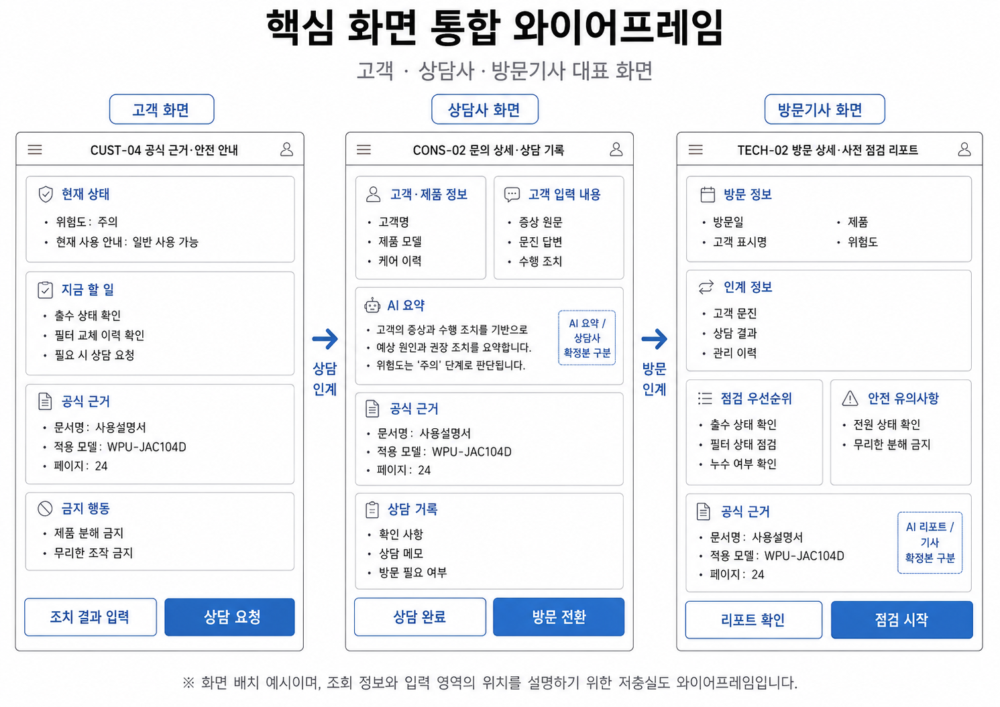 핵심 화면 통합 와이어프레임
고객 · 상담사 · 방문기사 대표 화면
고객 화면
CUST-04 공식 근거·안전 안내
현재 상태
• 위험도: 주의
• 현재 사용 안내: 일반 사용 가능
지금 할 일
• 출수 상태 확인
• 필터 교체 이력 확인
• 필요 시 상담 요청
공식 근거
• 문서명: 사용설명서
• 적용 모델: WPU-JAC104D
• 페이지: 24
금지 행동
• 제품 분해 금지
• 무리한 조작 금지
조치 결과 입력
상담 요청
상담
인계
상담사 화면
CONS-02 문의 상세·상담 기록
고객·제품 정보
• 고객명
• 제품 모델
• 케어 이력
고객 입력 내용
• 증상 원문
• 문진 답변
• 수행 조치
AI 요약
• 고객의 증상과 수행 조치를 기반으로
• 예상 원인과 권장 조치를 요약합니다.
• 위험도는 '주의' 단계로 판단됩니다.
AI 요약 /
상담사
확정본 구분
공식 근거
• 문서명: 사용설명서
• 적용 모델: WPU-JAC104D
• 페이지: 24
상담 거록
• 확인 사항
• 상담 메모
• 방문 필요 여부
상담 완료
방문 전환
방문
인계
방문기사 화면
TECH-02 방문 상세·사전 점검 리포트
방문 정보
• 방문일
• 고객 표시명
• 제품
• 위험도
인계 정보
• 고객 문진
• 상담 결과
• 관리 이력
점검 우선순위
• 출수 상태 확인
• 필터 상태 점검
• 누수 여부 확인
안전 유의사항
• 전원 상태 확인
• 무리한 분해 금지
공식 근거
• 문서명: 사용설명서
• 적용 모델: WPU-JAC104D
• 페이지: 24
AI 리포트 /
기사
확정본 구분
리포트 확인
점검 시작
※ 화면 배치 예시이며, 조회 정보와 입력 영역의 위치를 설명하기 위한 저충실도 와이어프레임입니다.